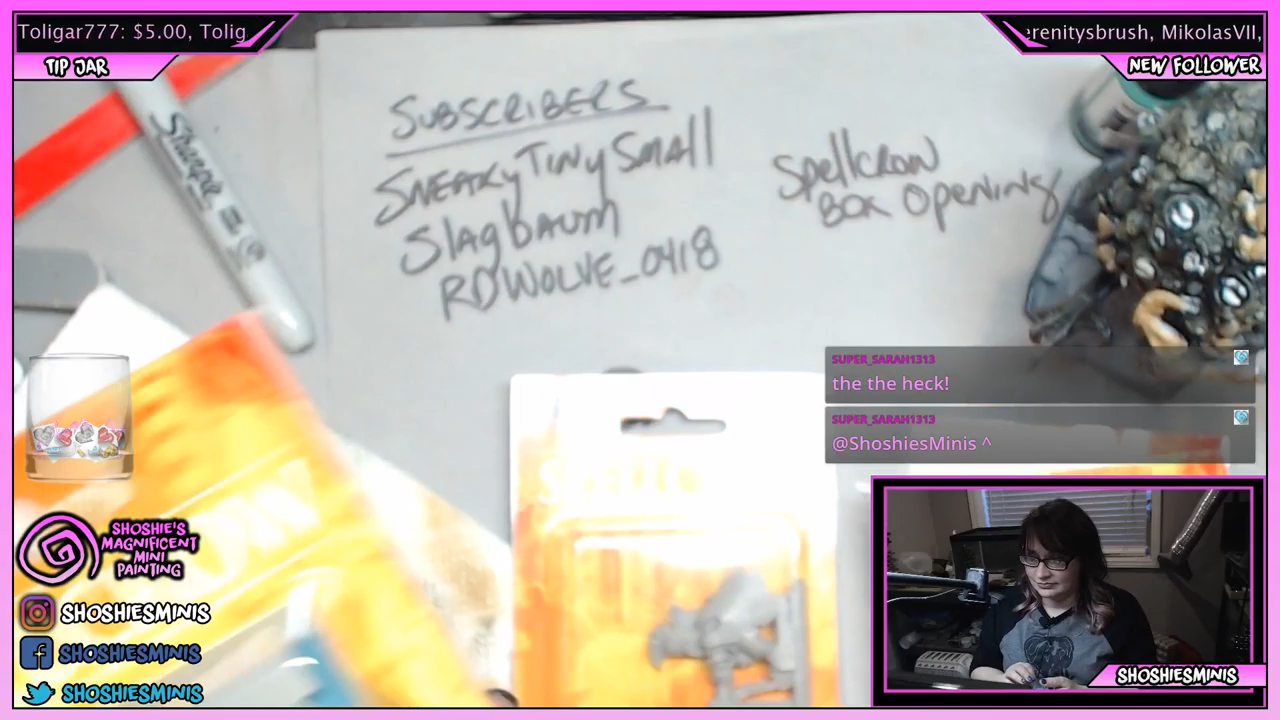 Toligar777: $5.00, Tolig
TIP JAR
erenitysbrush, MikolasVII,
NEW FOLLOWER
Sharpie
SUBSCRIBERS
SNEAKyTiNySmall
Slagbaum
RDWOLVE_0418
Spellcrow
BOX Opening
SUPER_SARAH1313
the the heck!
SUPER_SARAH1313
@ShoshiesMinis ^
SHOSHIE'S
MAGNIFICENT
MINI
PAINTING
SHOSHIESMINIS
SHOSHIESMINIS
SHOSHIESMINIS
SHOSHIESMINIS